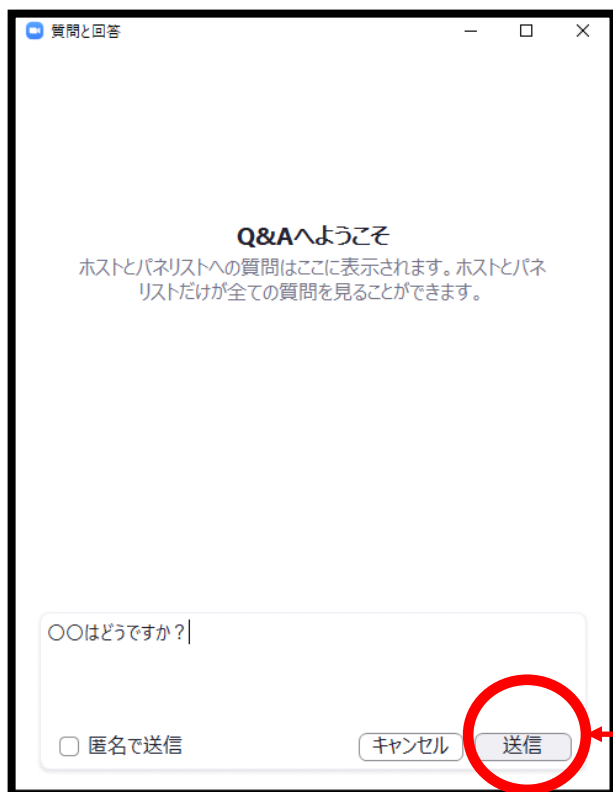 質問と回答
Q&Aへようこそ
ホストとパネリストへの質問はここに表示されます。ホストとパネ
リストだけが全ての質問を見ることができます。
〇〇はどうですか？
匿名で送信
キャンセル
送信